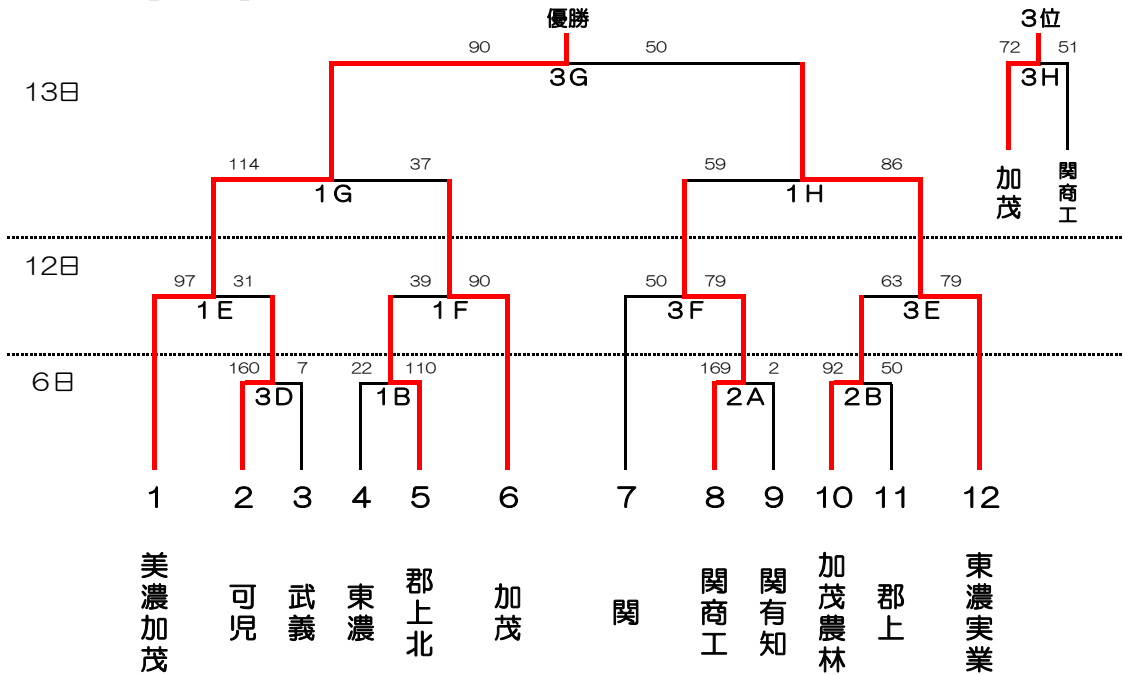 優勝 3位
90 50 72 51
3G 3H
13日
114 37 59 86
1G 1H
加茂 関商工
12日
97 31 39 90 50 79 63 79
1E 1F 3F 3E
6日
160 7 22 110 169 2 92 50
3D 1B 2A 2B
1 2 3 4 5 6 7 8 9 10 11 12
美濃加茂 可児 武義 東濃 郡上北 加茂 関 関商工 関有知 加茂農林 郡上 東濃実業